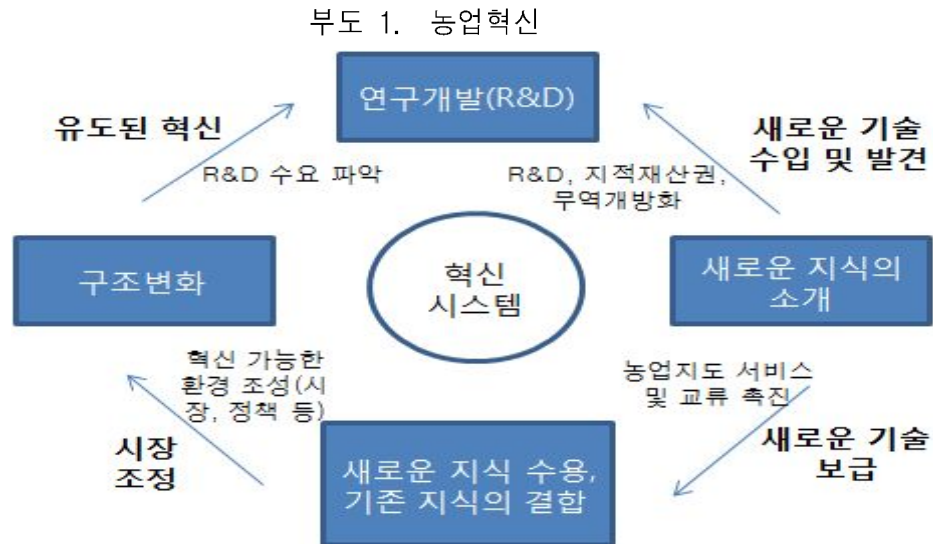 부도 1. 농업혁신
연구개발(R&D)
유도된 혁신
새로운 기술
수입 및 발견
R&D 수요 파악
R&D, 지적재산권,
무역개방화
구조변화
혁신
시스템
새로운 지식의
소개
혁신 가능한
환경 조성(시
장, 정책 등)
농업지도 서비스
및 교류 촉진
시장
조정
새로운 지식 수용,
기존 지식의 결합
새로운 기술
보급